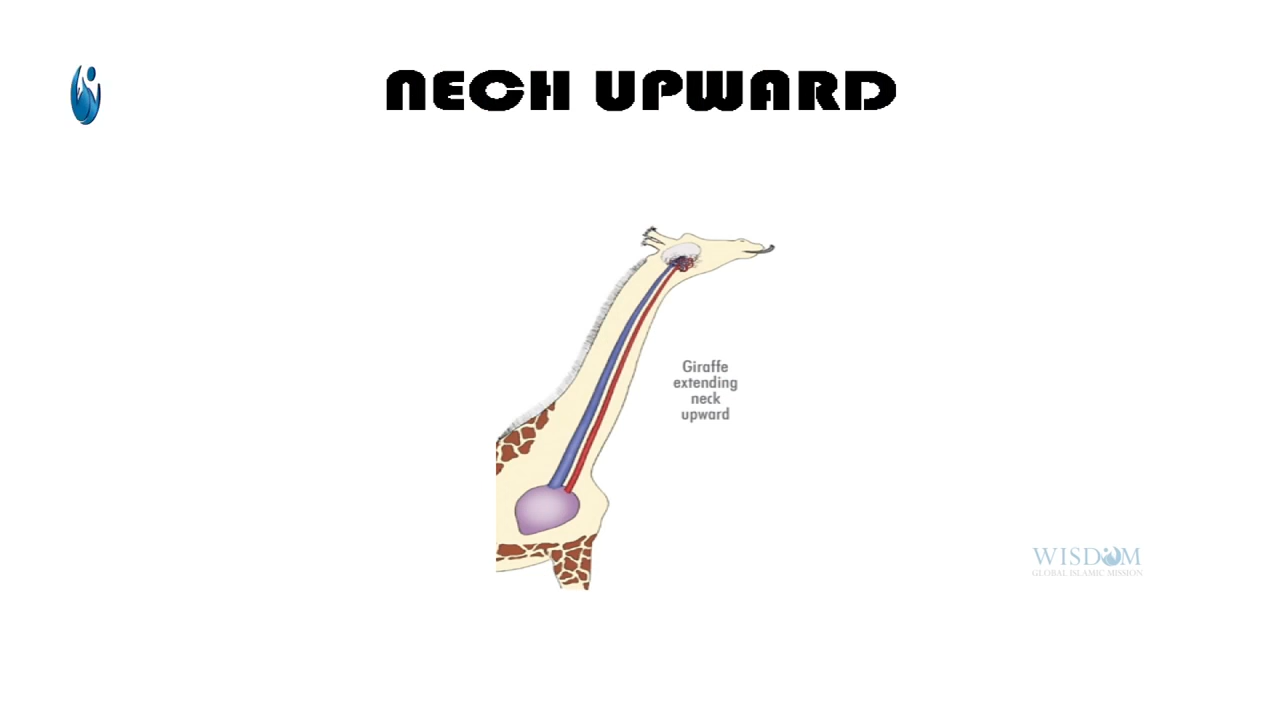 NECH UPWARD
Giraffe
extending
neck
upward
WISDOM
GLOBAL ISLAMIC MISSION